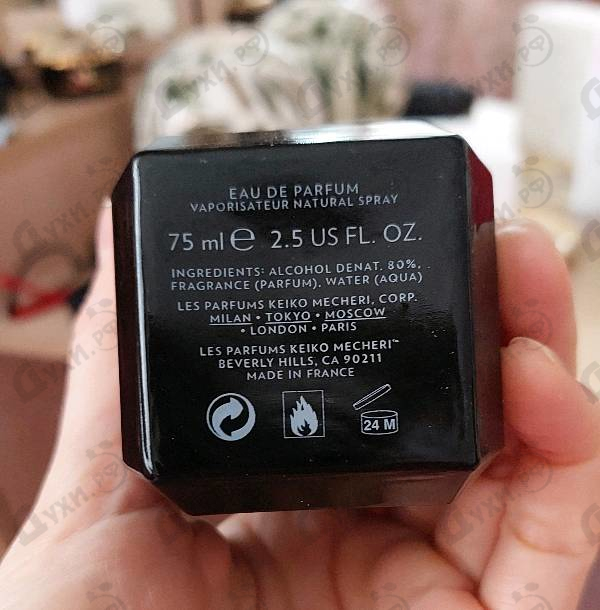 EAU DE PARFUM
VAPORISATEUR NATURAL SPRAY
75 ml ℮ 2.5 US FL. OZ.
INGREDIENTS: ALCOHOL DENAT. 80%,
FRAGRANCE (PARFUM), WATER (AQUA)
LES PARFUMS KEIKO MECHERI, CORP.
MILAN • TOKYO • MOSCOW
• LONDON • PARIS
LES PARFUMS KEIKO MECHERI™
BEVERLY HILLS, CA 90211
MADE IN FRANCE
24 M
Духи.РФ